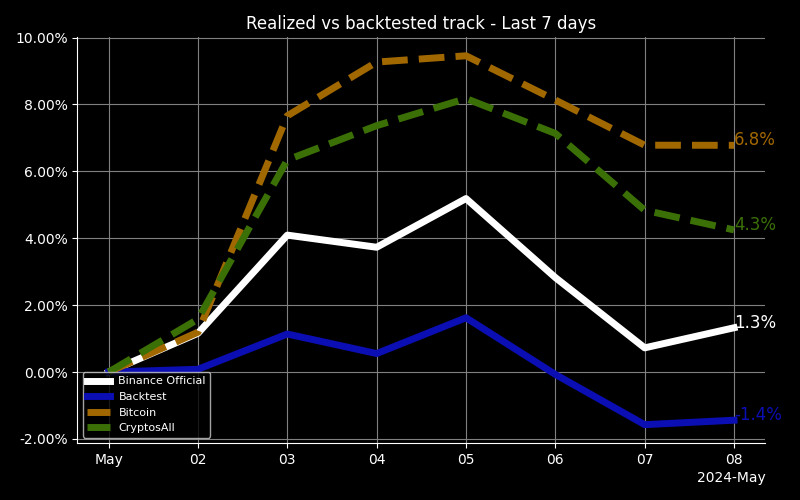 Realized vs backtested track - Last 7 days
10.00%
8.00%
6.00%
4.00%
2.00%
0.00%
-2.00%
6.8%
4.3%
1.3%
-1.4%
Binance Official
Backtest
Bitcoin
CryptosAll
May 02 03 04 05 06 07 08
2024-May